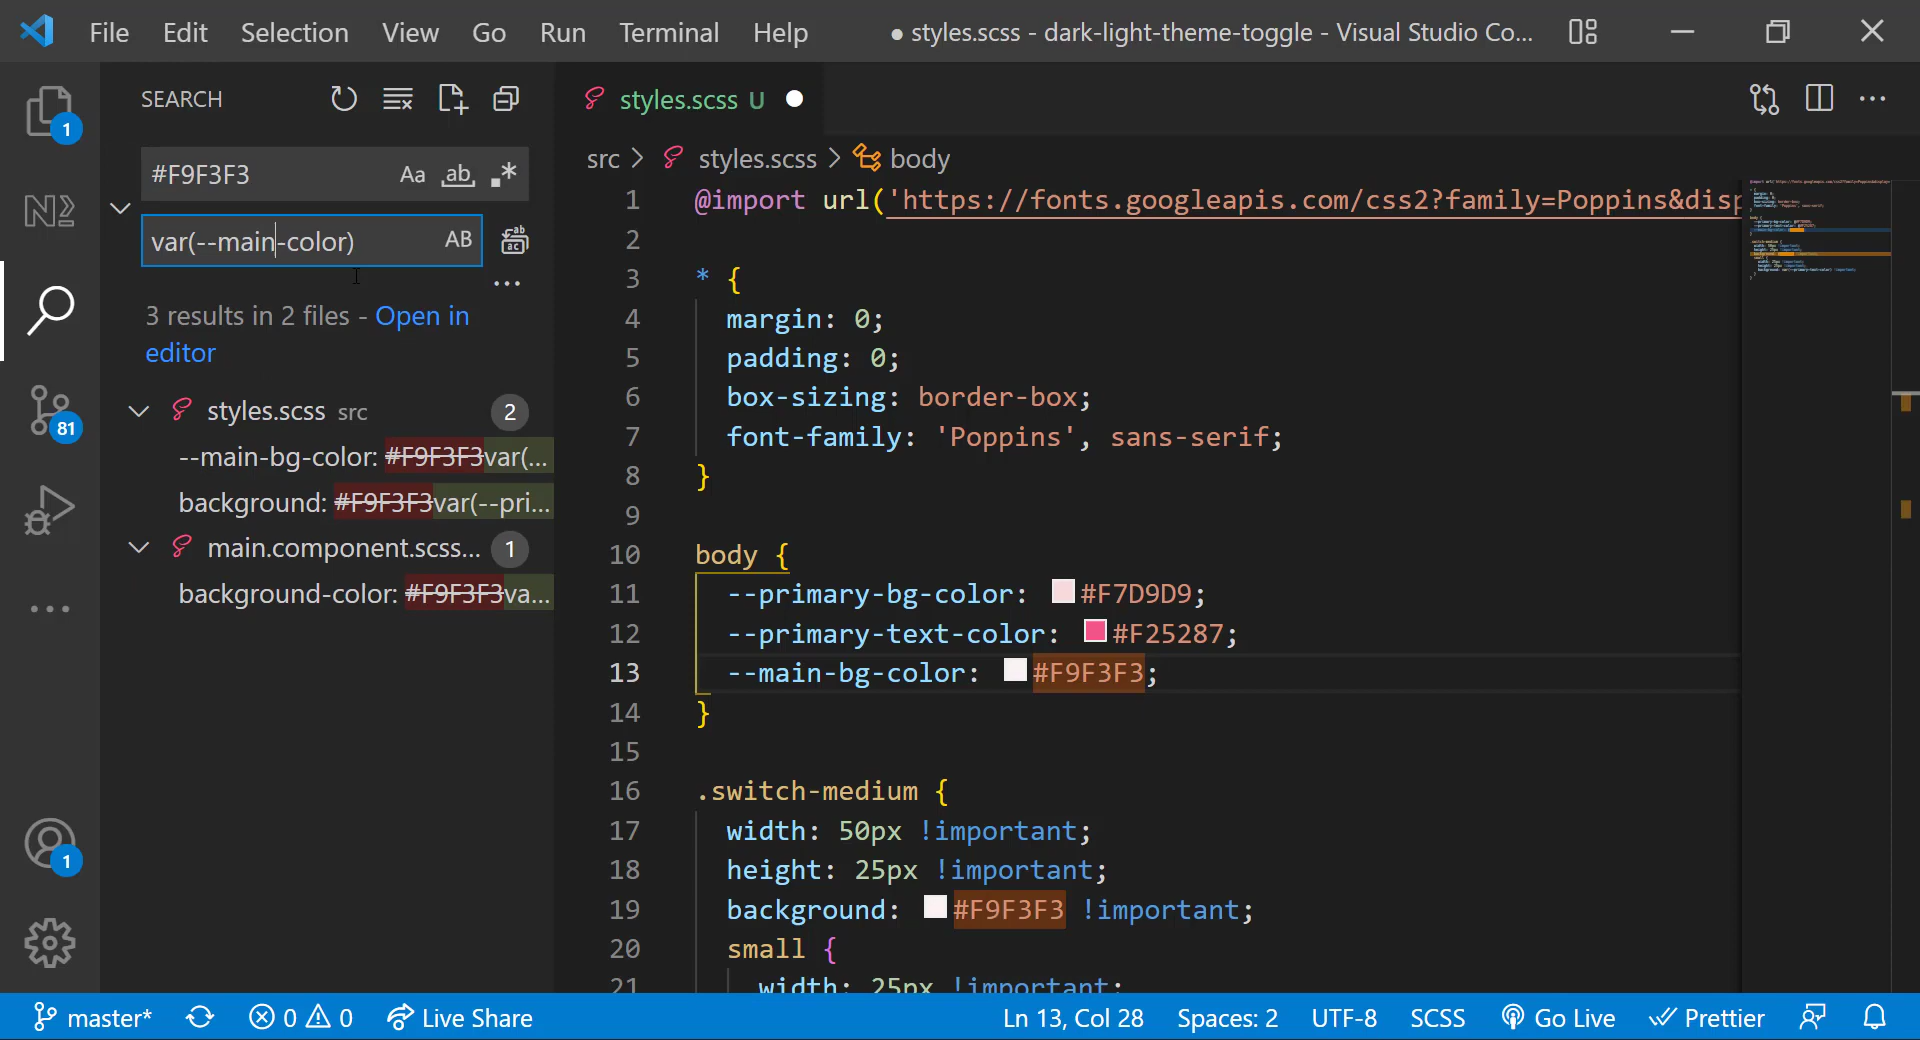 File Edit Selection View Go Run Terminal Help ● styles.scss - dark-light-theme-toggle - Visual Studio Co...
SEARCH
#F9F3F3 Aa ab .*
var(--main-color) AB
...
3 results in 2 files - Open in
editor
styles.scss src 2
--main-bg-color: #F9F3F3var(...
background: #F9F3F3var(--pri...
main.component.scss... 1
background-color: #F9F3F3va...
1
81
1
styles.scss U ●
src > styles.scss > body
1 @import url('https://fonts.googleapis.com/css2?family=Poppins&disp
2
3 * {
4 margin: 0;
5 padding: 0;
6 box-sizing: border-box;
7 font-family: 'Poppins', sans-serif;
8 }
9
10 body {
11 --primary-bg-color: #F7D9D9;
12 --primary-text-color: #F25287;
13 --main-bg-color: #F9F3F3;
14 }
15
16 .switch-medium {
17 width: 50px !important;
18 height: 25px !important;
19 background: #F9F3F3 !important;
20 small {
21 width: 25px !important;
master* 0 0 Live Share Ln 13, Col 28 Spaces: 2 UTF-8 SCSS Go Live Prettier